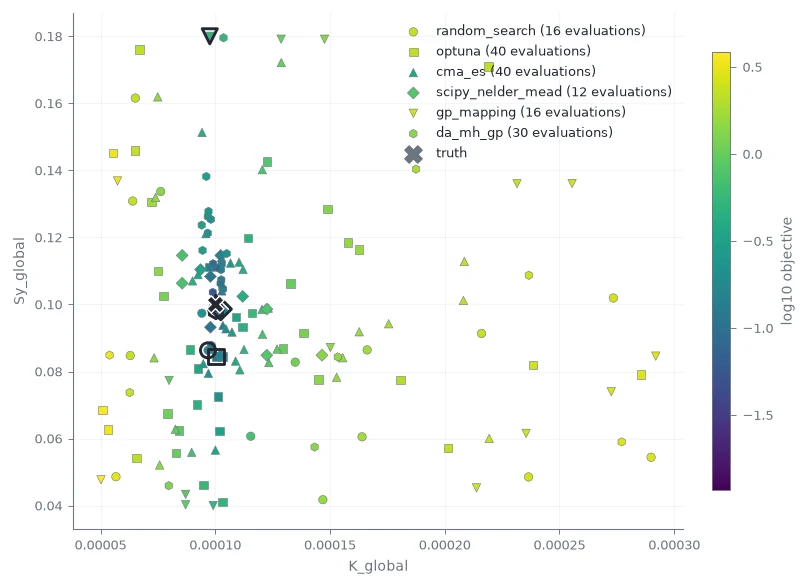 random_search (16 evaluations)
optuna (40 evaluations)
cma_es (40 evaluations)
scipy_nelder_mead (12 evaluations)
gp_mapping (16 evaluations)
da_mh_gp (30 evaluations)
truth
0.18
0.16
0.14
0.12
0.10
0.08
0.06
0.04
Sy_global
0.00005
0.00010
0.00015
0.00020
0.00025
0.00030
K_global
0.5
0.0
−0.5
−1.0
−1.5
log10 objective